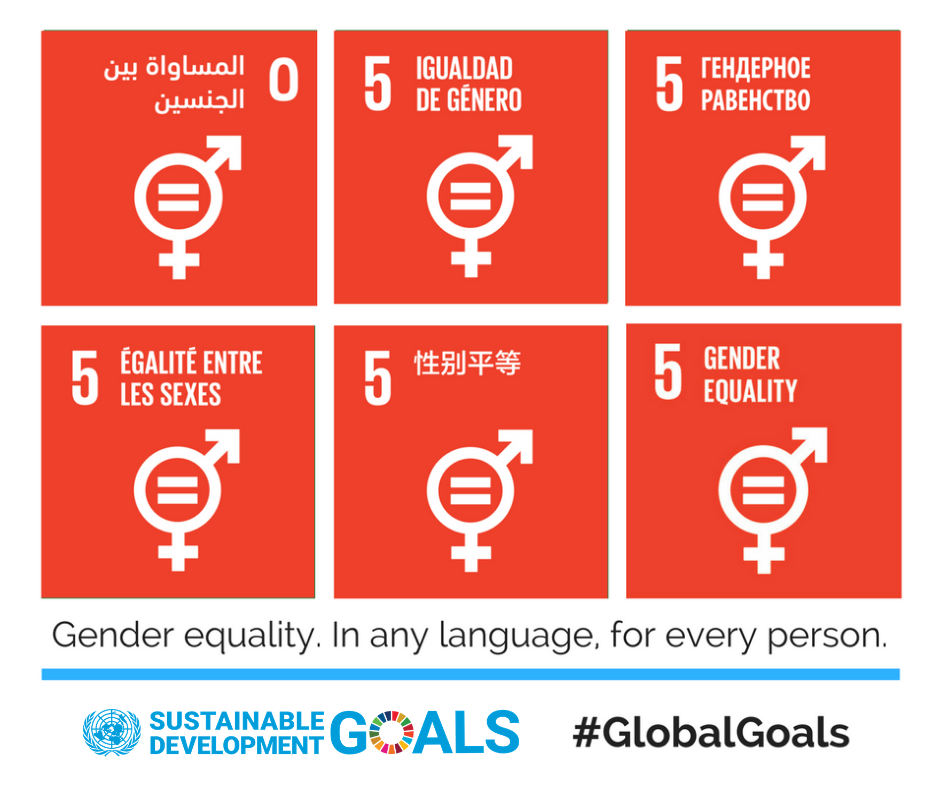 ٥
المساواة بين
الجنسين
5
IGUALDAD
DE GÉNERO
5
ГЕНДЕРНОЕ
РАВЕНСТВО
5
ÉGALITÉ ENTRE
LES SEXES
5
性别平等
5
GENDER
EQUALITY
Gender equality. In any language, for every person.
SUSTAINABLE
DEVELOPMENT
GOALS
#GlobalGoals